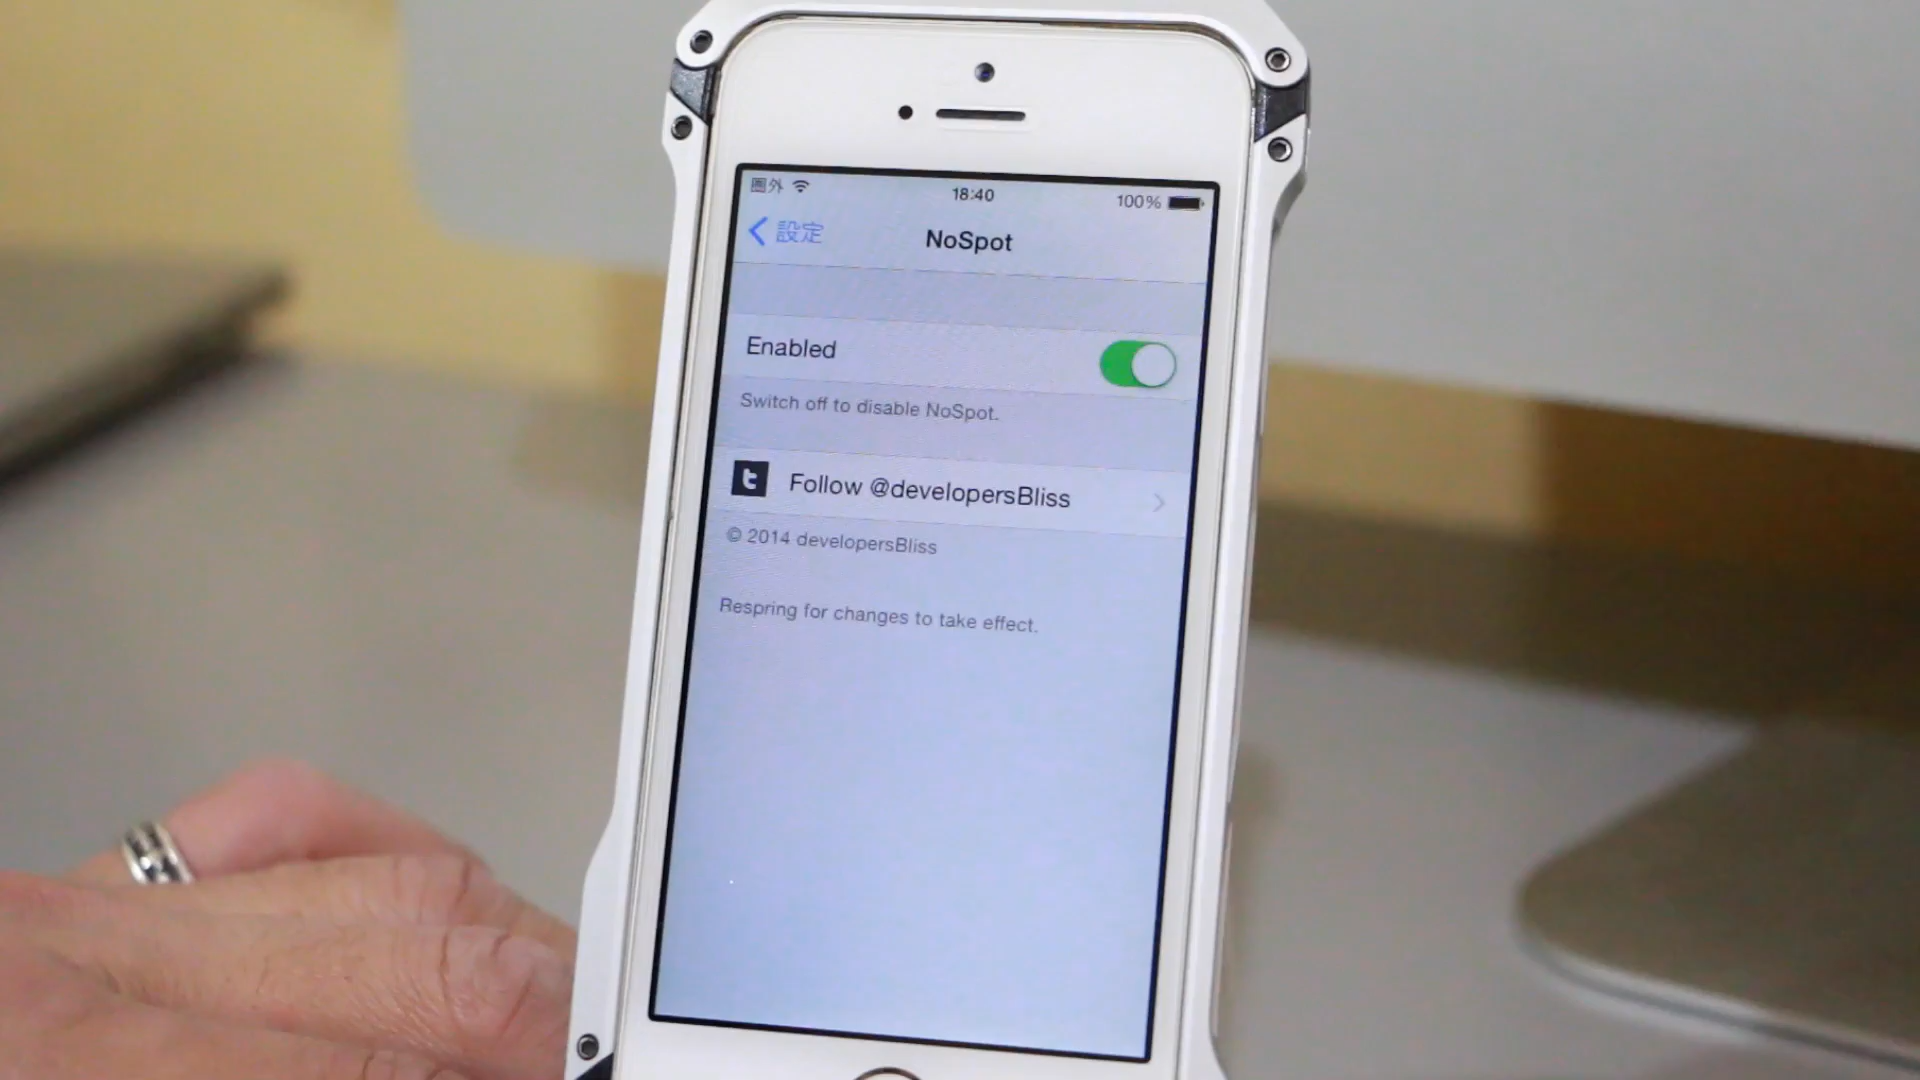 圏外 18:40 100%
設定 NoSpot
Enabled
Switch off to disable NoSpot.
Follow @developersBliss
© 2014 developersBliss
Respring for changes to take effect.